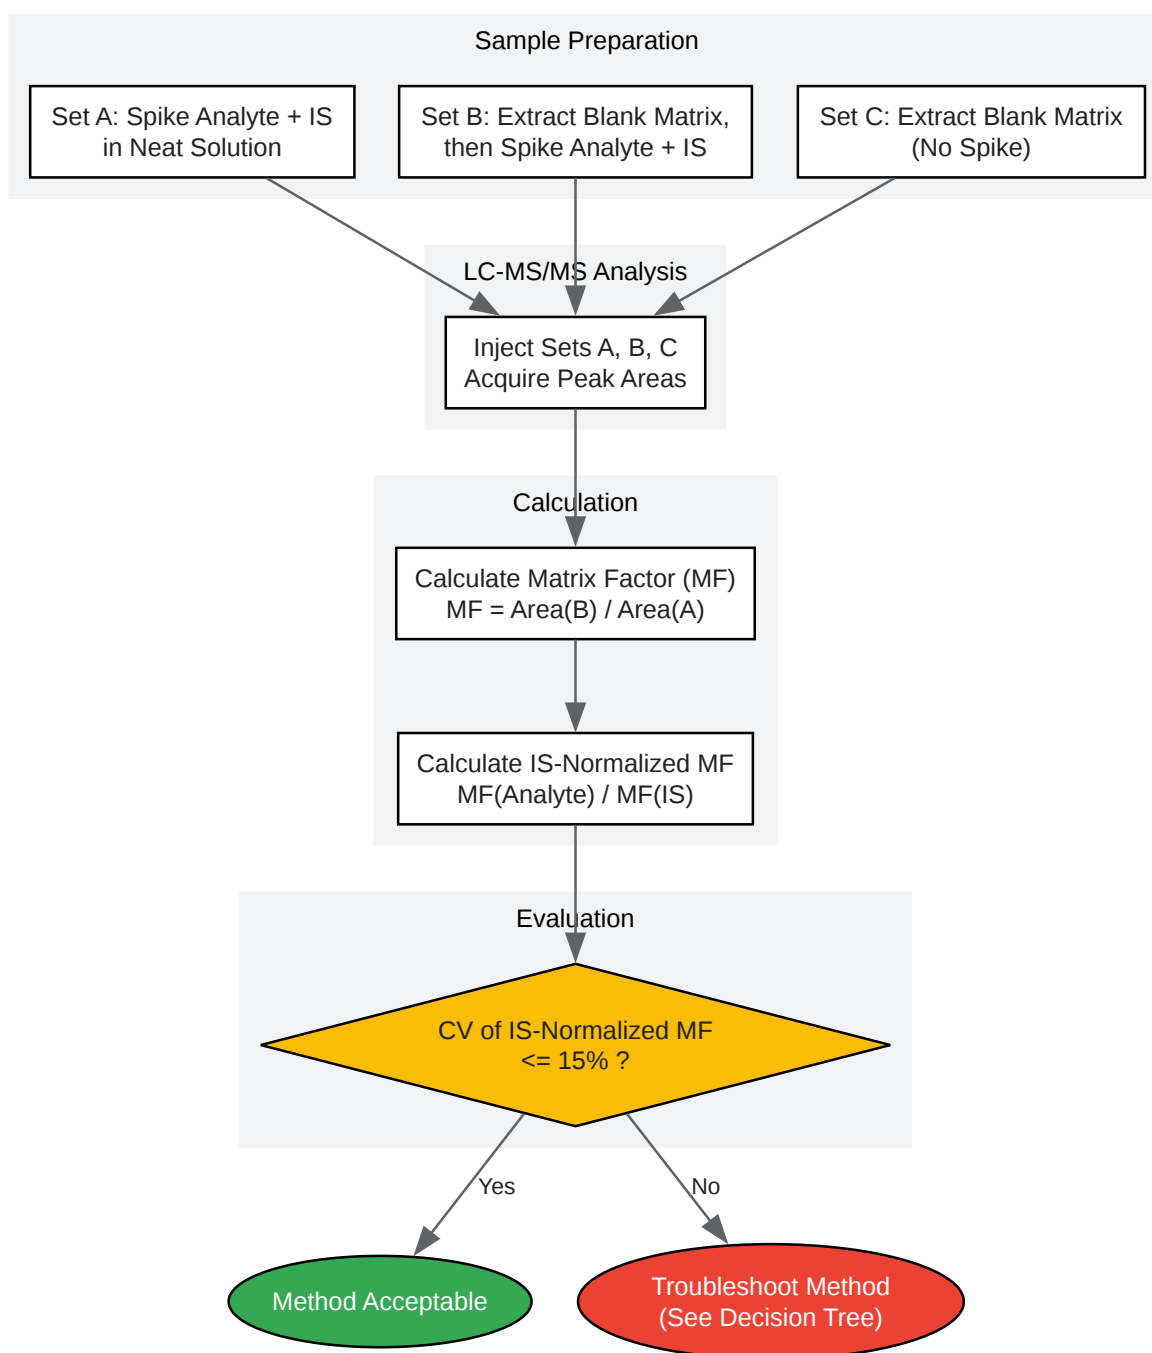 Sample Preparation
Set A: Spike Analyte + IS
in Neat Solution
Set B: Extract Blank Matrix,
then Spike Analyte + IS
Set C: Extract Blank Matrix
(No Spike)
LC-MS/MS Analysis
Inject Sets A, B, C
Acquire Peak Areas
Calculation
Calculate Matrix Factor (MF)
MF = Area(B) / Area(A)
Calculate IS-Normalized MF
MF(Analyte) / MF(IS)
Evaluation
CV of IS-Normalized MF
<= 15% ?
Yes
No
Method Acceptable
Troubleshoot Method
(See Decision Tree)